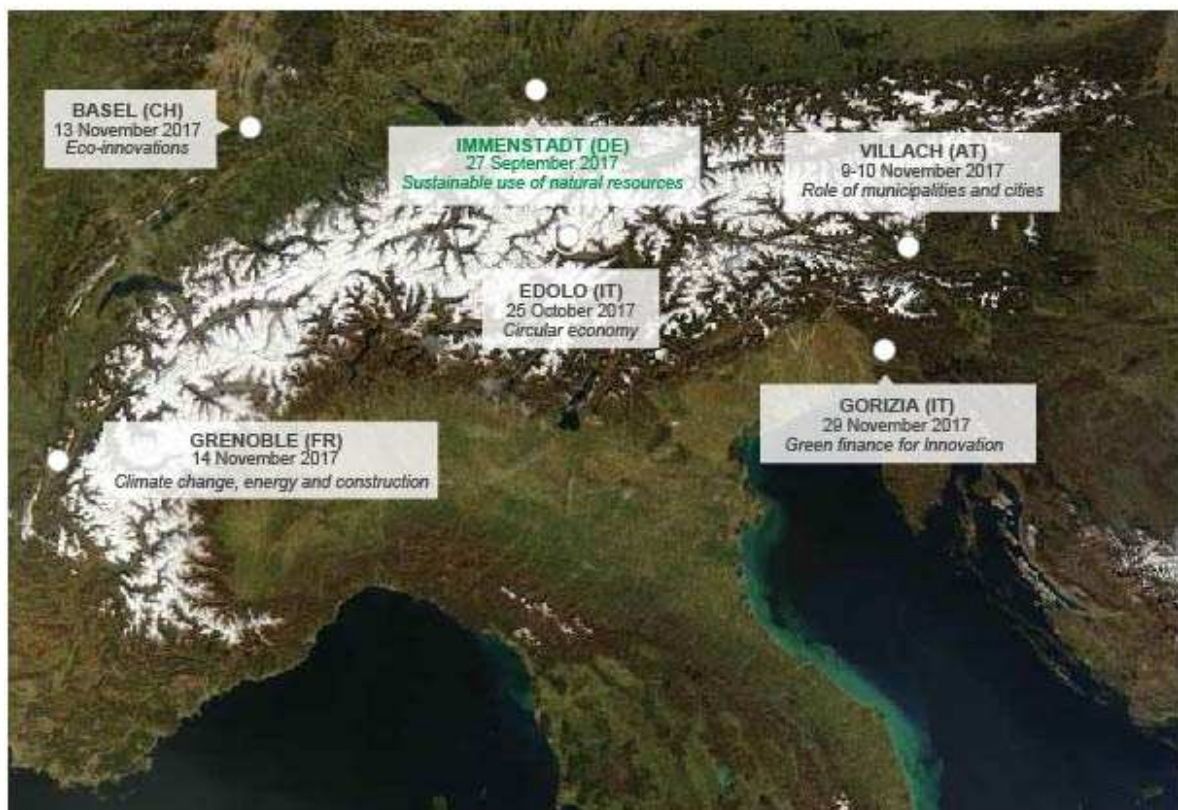 BASEL (CH)
13 November 2017
Eco-innovations
IMMENSTADT (DE)
27 September 2017
Sustainable use of natural resources
VILLACH (AT)
9-10 November 2017
Role of municipalities and cities
EDOLO (IT)
25 October 2017
Circular economy
GORIZIA (IT)
29 November 2017
Green finance for Innovation
GRENOBLE (FR)
14 November 2017
Climate change, energy and construction